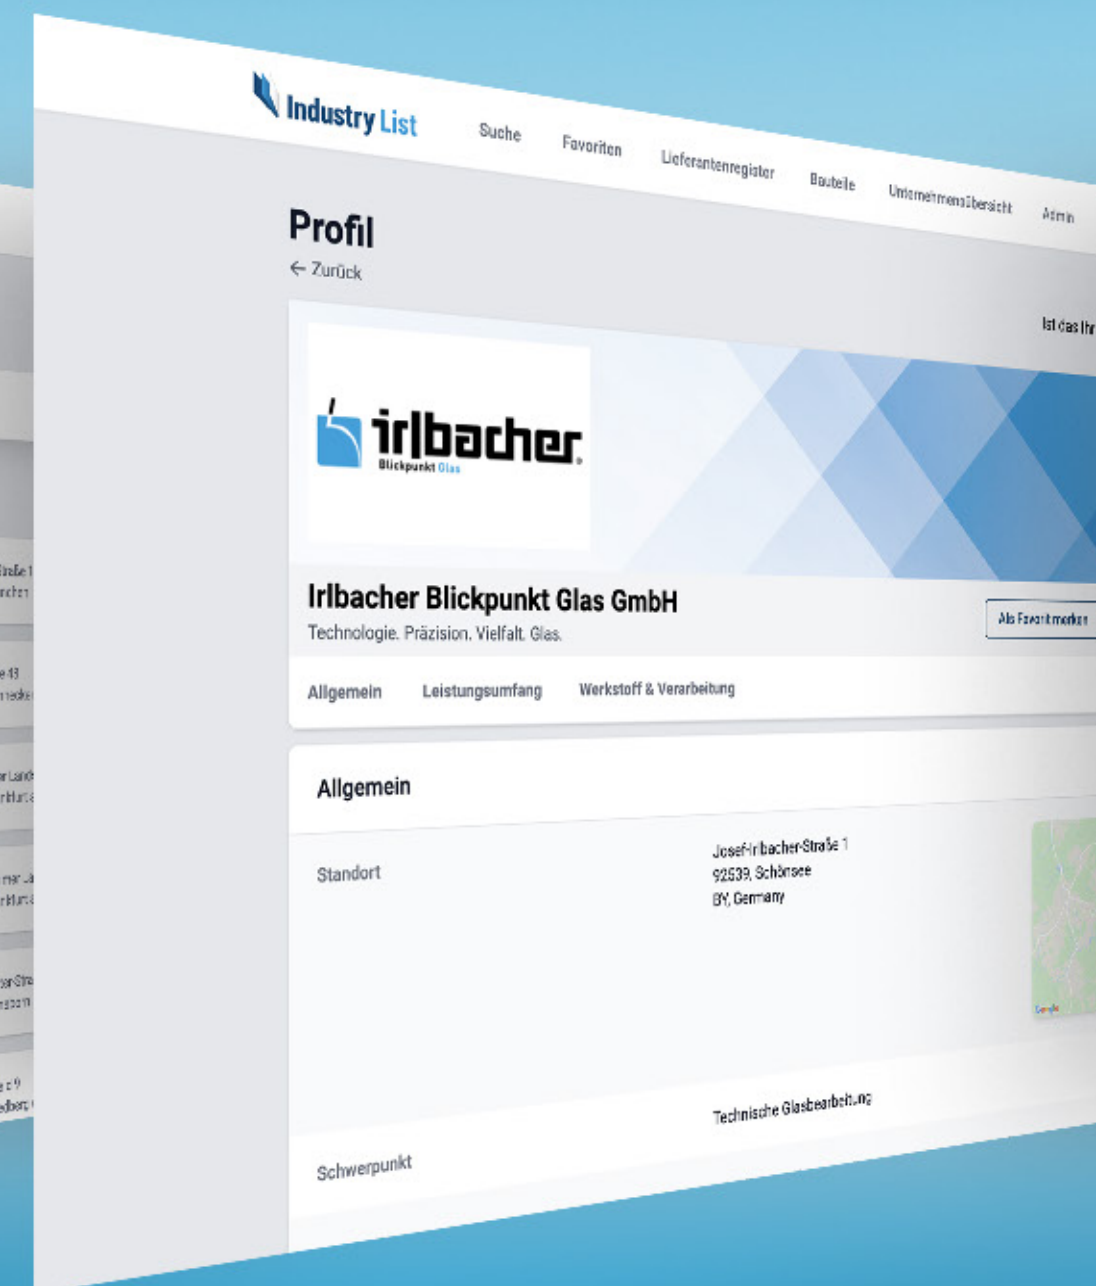 Industry List
Suche
Favoriten
Lieferantenregister
Bauteile
Unternehmensübersicht
Admin
Profil
← Zurück
Ist das Ihr
irlbacher
Blickpunkt Glas
Irlbacher Blickpunkt Glas GmbH
Technologie. Präzision. Vielfalt. Glas.
Als Favorit merken
Allgemein
Leistungsumfang
Werkstoff & Verarbeitung
Allgemein
Standort
Josef-Irlbacher-Straße 1
92539, Schönsee
BY, Germany
Google
Schwerpunkt
Technische Glasbearbeitung